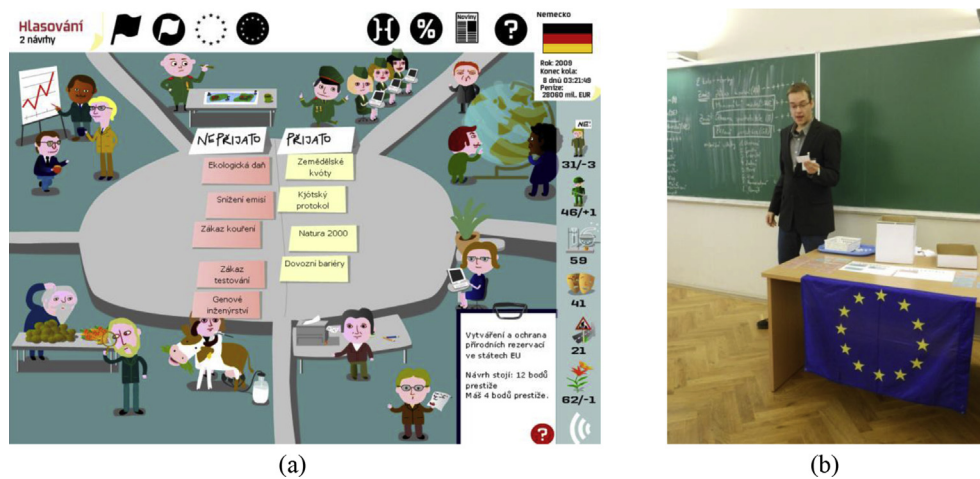 Hlasování
2 návrhy
Noviny
%
?
Německo
Rok: 2009
Konec kola:
8 dnů 03:21:49
Peníze:
28060 mil. EUR
NEPŘIJATO
PŘIJATO
Ekologická daň
Zemědělské
kvóty
Snížení emisí
Kjótský
protokol
Zákaz kouření
Natura 2000
Zákaz
testování
Dovozní bariéry
Genové
inženýrství
NE!
31/-3
46/+1
59
41
21
62/-1
Vytváření a ochrana
přírodních rezervací
ve státech EU
Návrh stojí: 12 bodů
prestiže
Máš 4 bodů prestiže.
?
(a)
(b)